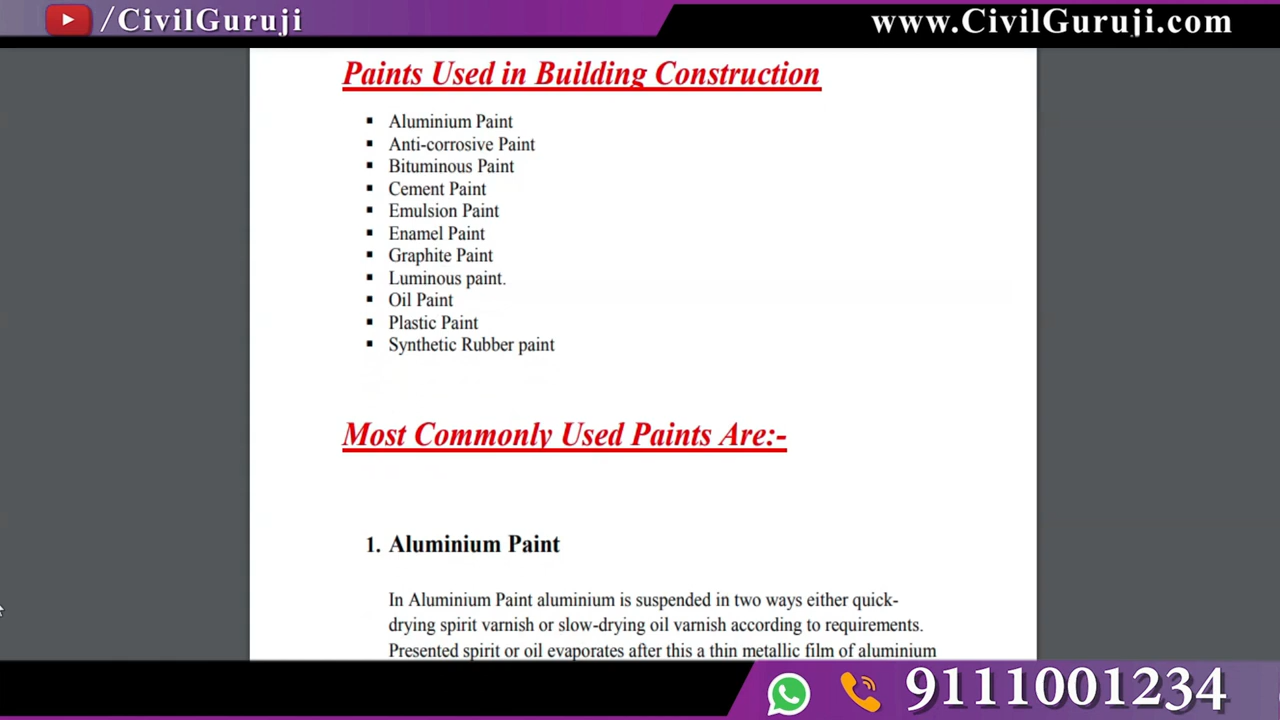 /CivilGuruji
www.CivilGuruji.com
Paints Used in Building Construction
▪ Aluminium Paint
▪ Anti-corrosive Paint
▪ Bituminous Paint
▪ Cement Paint
▪ Emulsion Paint
▪ Enamel Paint
▪ Graphite Paint
▪ Luminous paint.
▪ Oil Paint
▪ Plastic Paint
▪ Synthetic Rubber paint
Most Commonly Used Paints Are:-
1. Aluminium Paint
In Aluminium Paint aluminium is suspended in two ways either quick-
drying spirit varnish or slow-drying oil varnish according to requirements.
Presented spirit or oil evaporates after this a thin metallic film of aluminium
9111001234